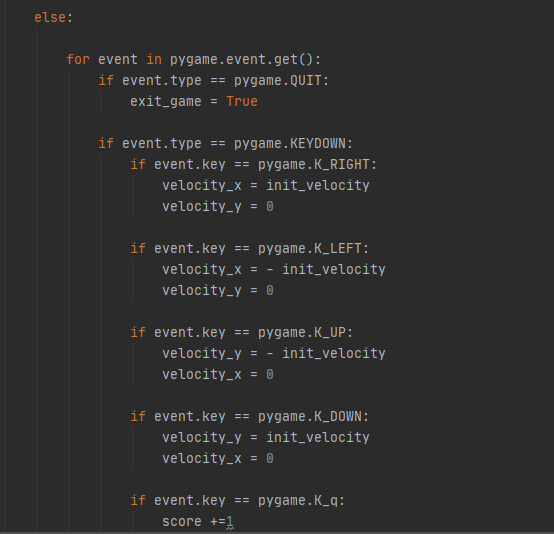 else:
for event in pygame.event.get():
if event.type == pygame.QUIT:
exit_game = True
if event.type == pygame.KEYDOWN:
if event.key == pygame.K_RIGHT:
velocity_x = init_velocity
velocity_y = 0
if event.key == pygame.K_LEFT:
velocity_x = - init_velocity
velocity_y = 0
if event.key == pygame.K_UP:
velocity_y = - init_velocity
velocity_x = 0
if event.key == pygame.K_DOWN:
velocity_y = init_velocity
velocity_x = 0
if event.key == pygame.K_q:
score +=1